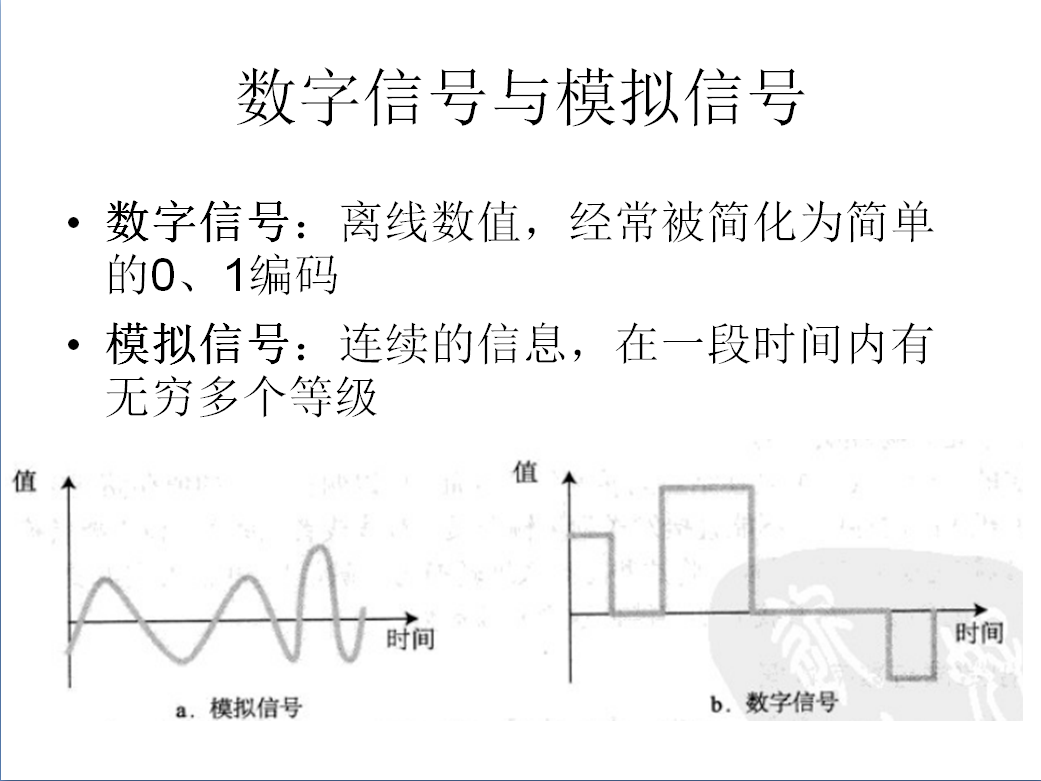 数字信号与模拟信号
• 数字信号：离线数值，经常被简化为简单
的0、1编码
• 模拟信号：连续的信息，在一段时间内有
无穷多个等级
值
时间
a．模拟信号
值
时间
b．数字信号